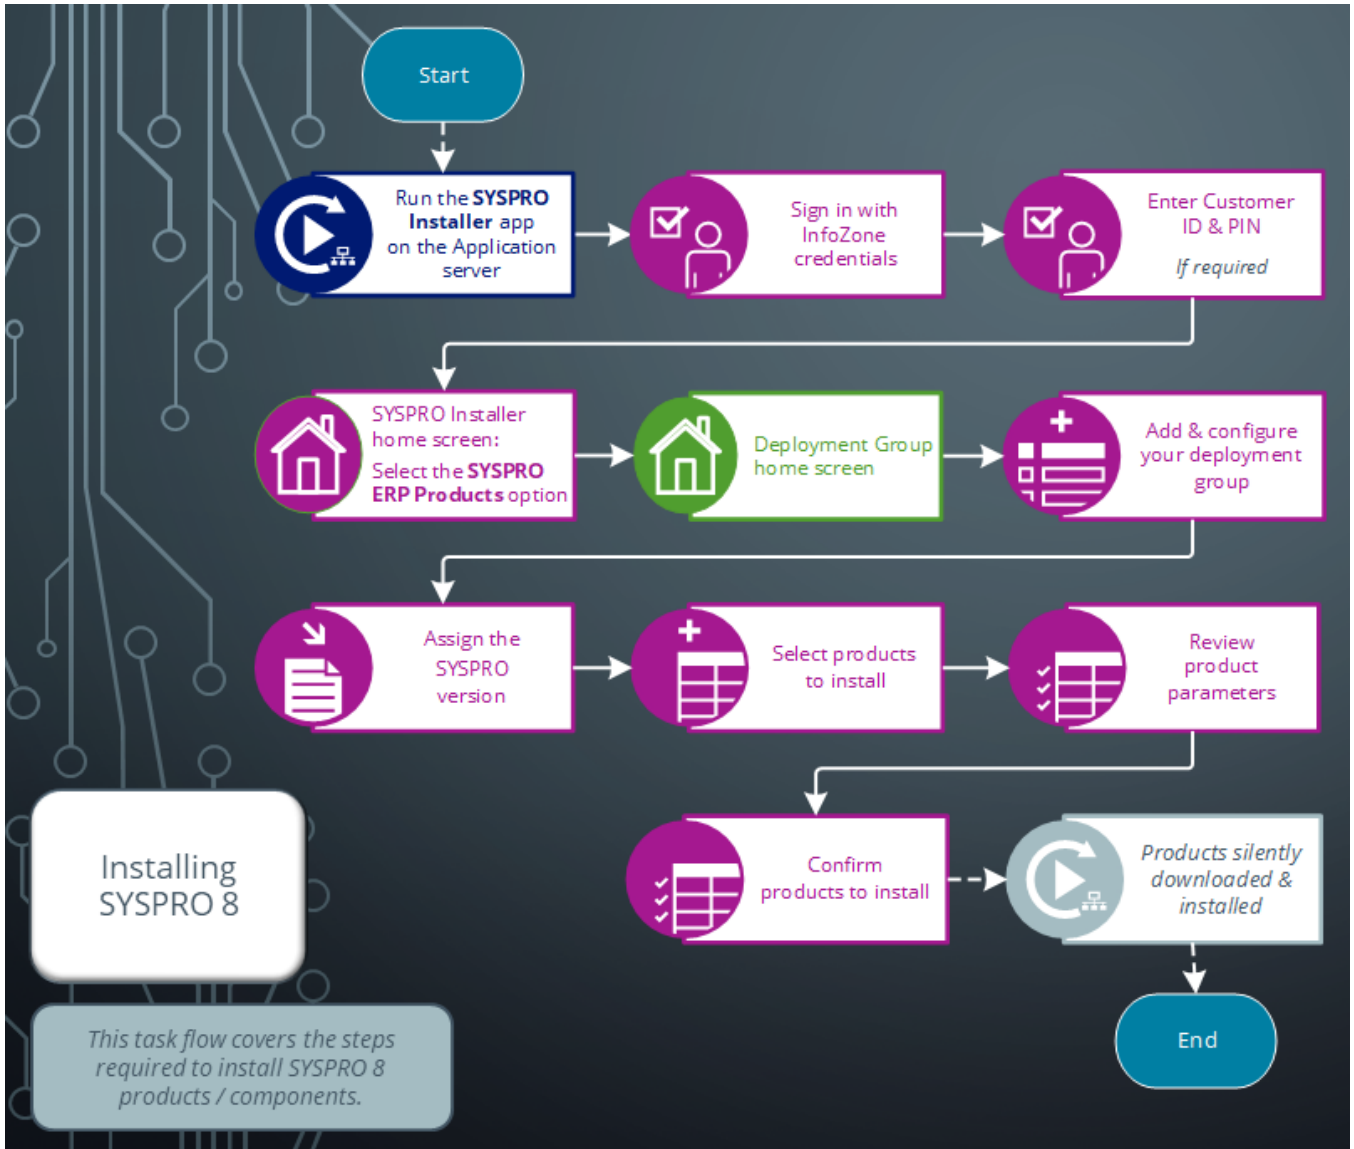 Start
Run the SYSPRO
Installer app
on the Application
server
Sign in with
InfoZone
credentials
Enter Customer
ID & PIN
If required
SYSPRO Installer
home screen:
Select the SYSPRO
ERP Products option
Deployment Group
home screen
Add & configure
your deployment
group
Assign the
SYSPRO
version
Select products
to install
Review
product
parameters
Confirm
products to install
Products silently
downloaded &
installed
End
Installing
SYSPRO 8
This task flow covers the steps
required to install SYSPRO 8
products / components.